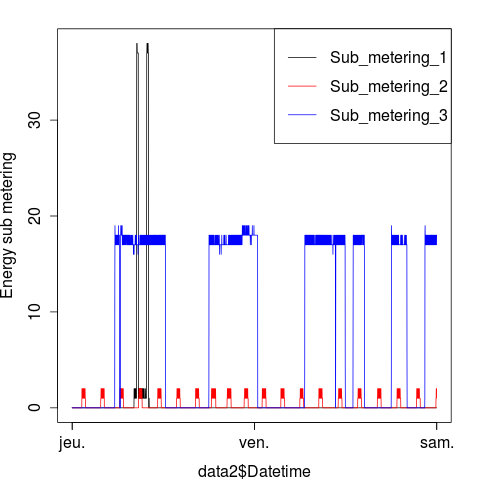 Sub_metering_1
Sub_metering_2
Sub_metering_3
Energy sub metering
30
20
10
0
jeu. ven. sam.
data2$Datetime